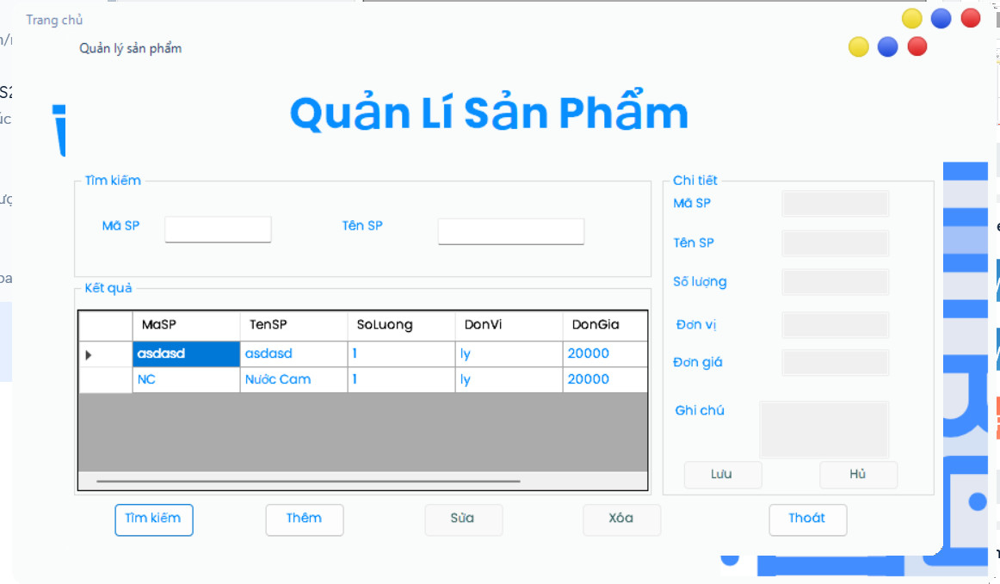 Trang chủ
Quản lý sản phẩm
Quản Lí Sản Phẩm
Tìm kiếm
Mã SP
Tên SP
Kết quả
MaSP TenSP SoLuong DonVi DonGia
asdasd asdasd 1 ly 20000
NC Nước Cam 1 ly 20000
Chi tiết
Mã SP
Tên SP
Số lượng
Đơn vị
Đơn giá
Ghi chú
Lưu Hủ
Tìm kiếm Thêm Sửa Xóa Thoát